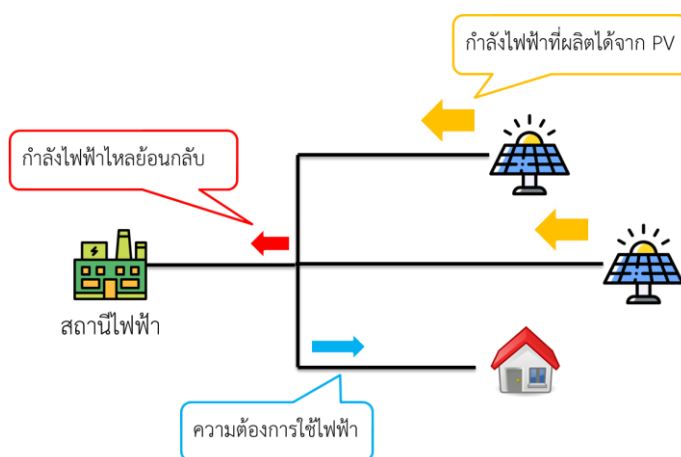 กำลังไฟฟ้าที่ผลิตได้จาก PV
กำลังไฟฟ้าไหลย้อนกลับ
สถานีไฟฟ้า
ความต้องการใช้ไฟฟ้า